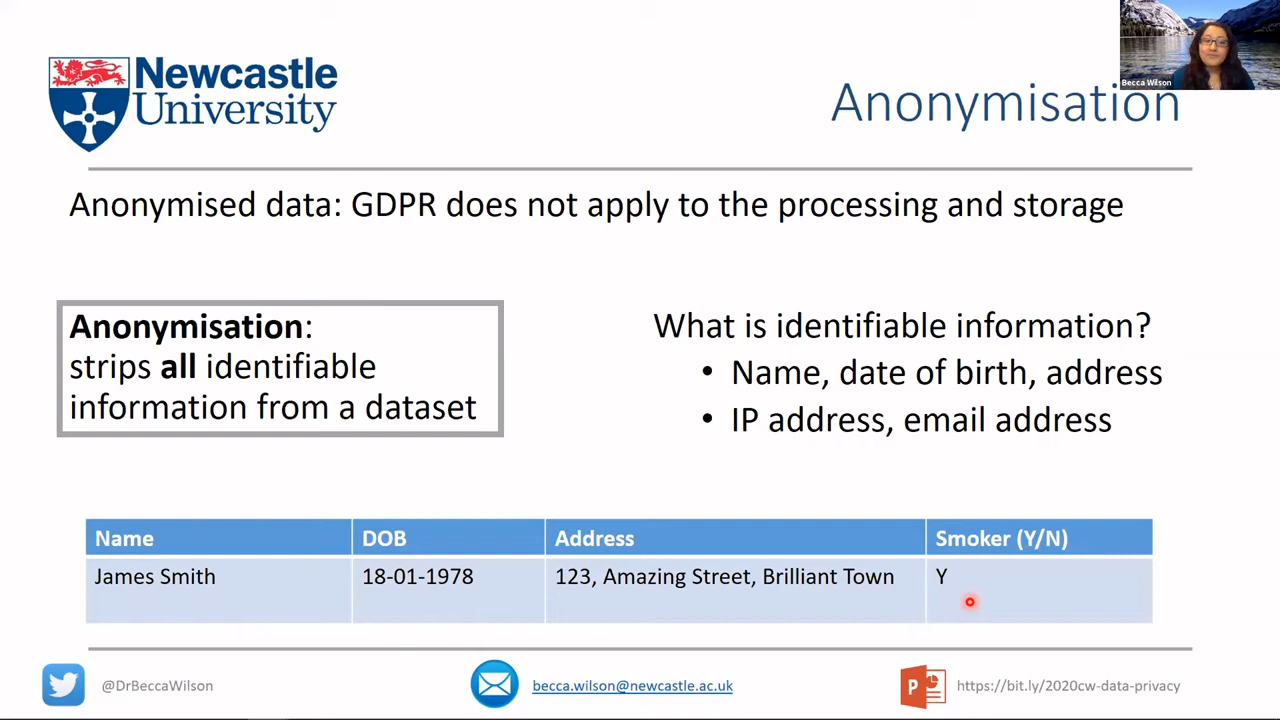 Newcastle
University
Becca Wilson
Anonymisation
Anonymised data: GDPR does not apply to the processing and storage
Anonymisation:
strips all identifiable
information from a dataset
What is identifiable information?
• Name, date of birth, address
• IP address, email address
Name DOB Address Smoker (Y/N)
James Smith 18-01-1978 123, Amazing Street, Brilliant Town Y
@DrBeccaWilson
becca.wilson@newcastle.ac.uk
P
https://bit.ly/2020cw-data-privacy